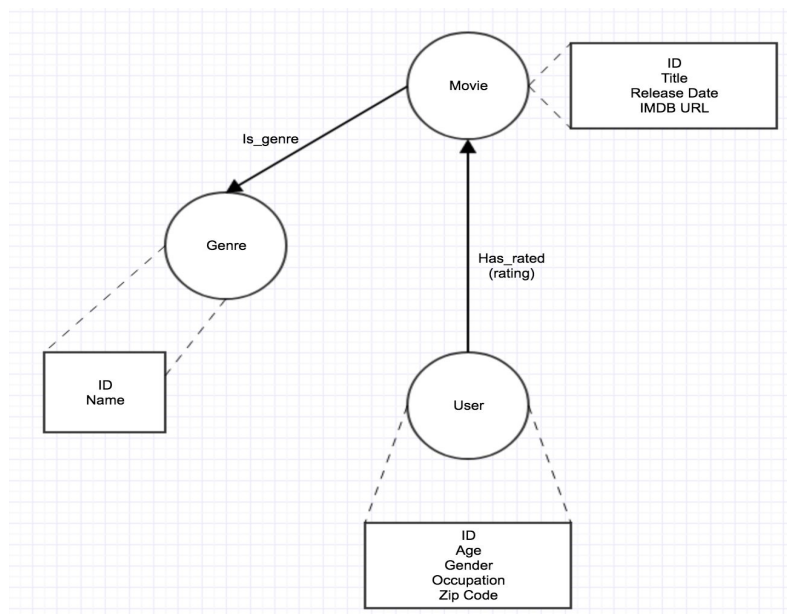 Movie
ID
Title
Release Date
IMDB URL
Is_genre
Genre
Has_rated
(rating)
ID
Name
User
ID
Age
Gender
Occupation
Zip Code